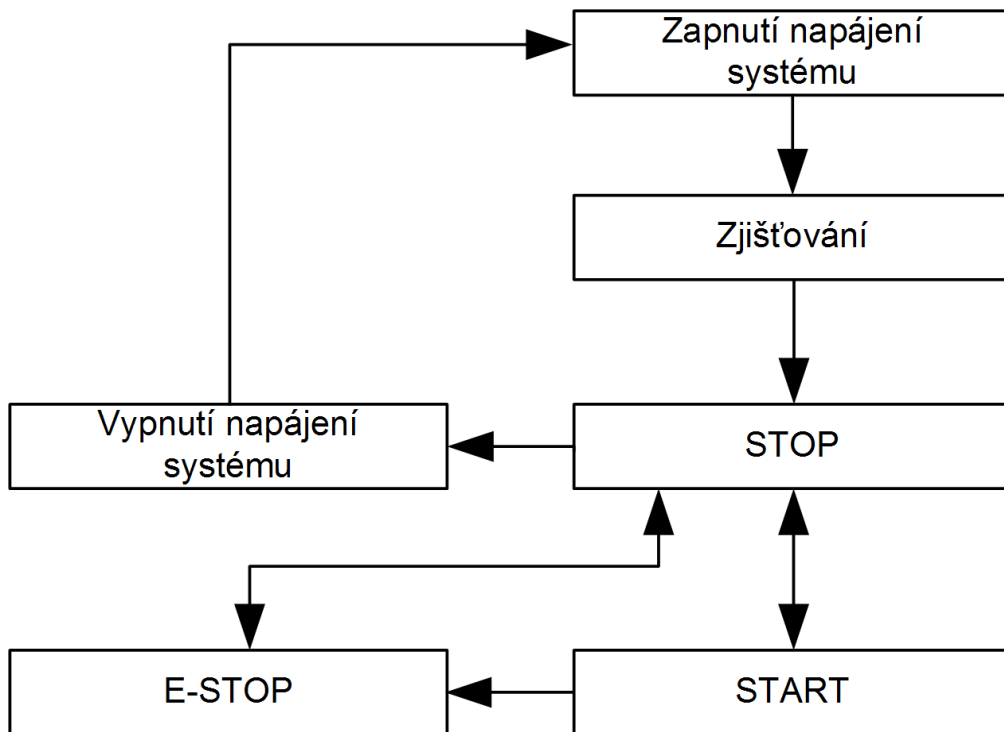 Zapnutí napájení
systému
Zjišťování
Vypnutí napájení
systému
STOP
E-STOP
START